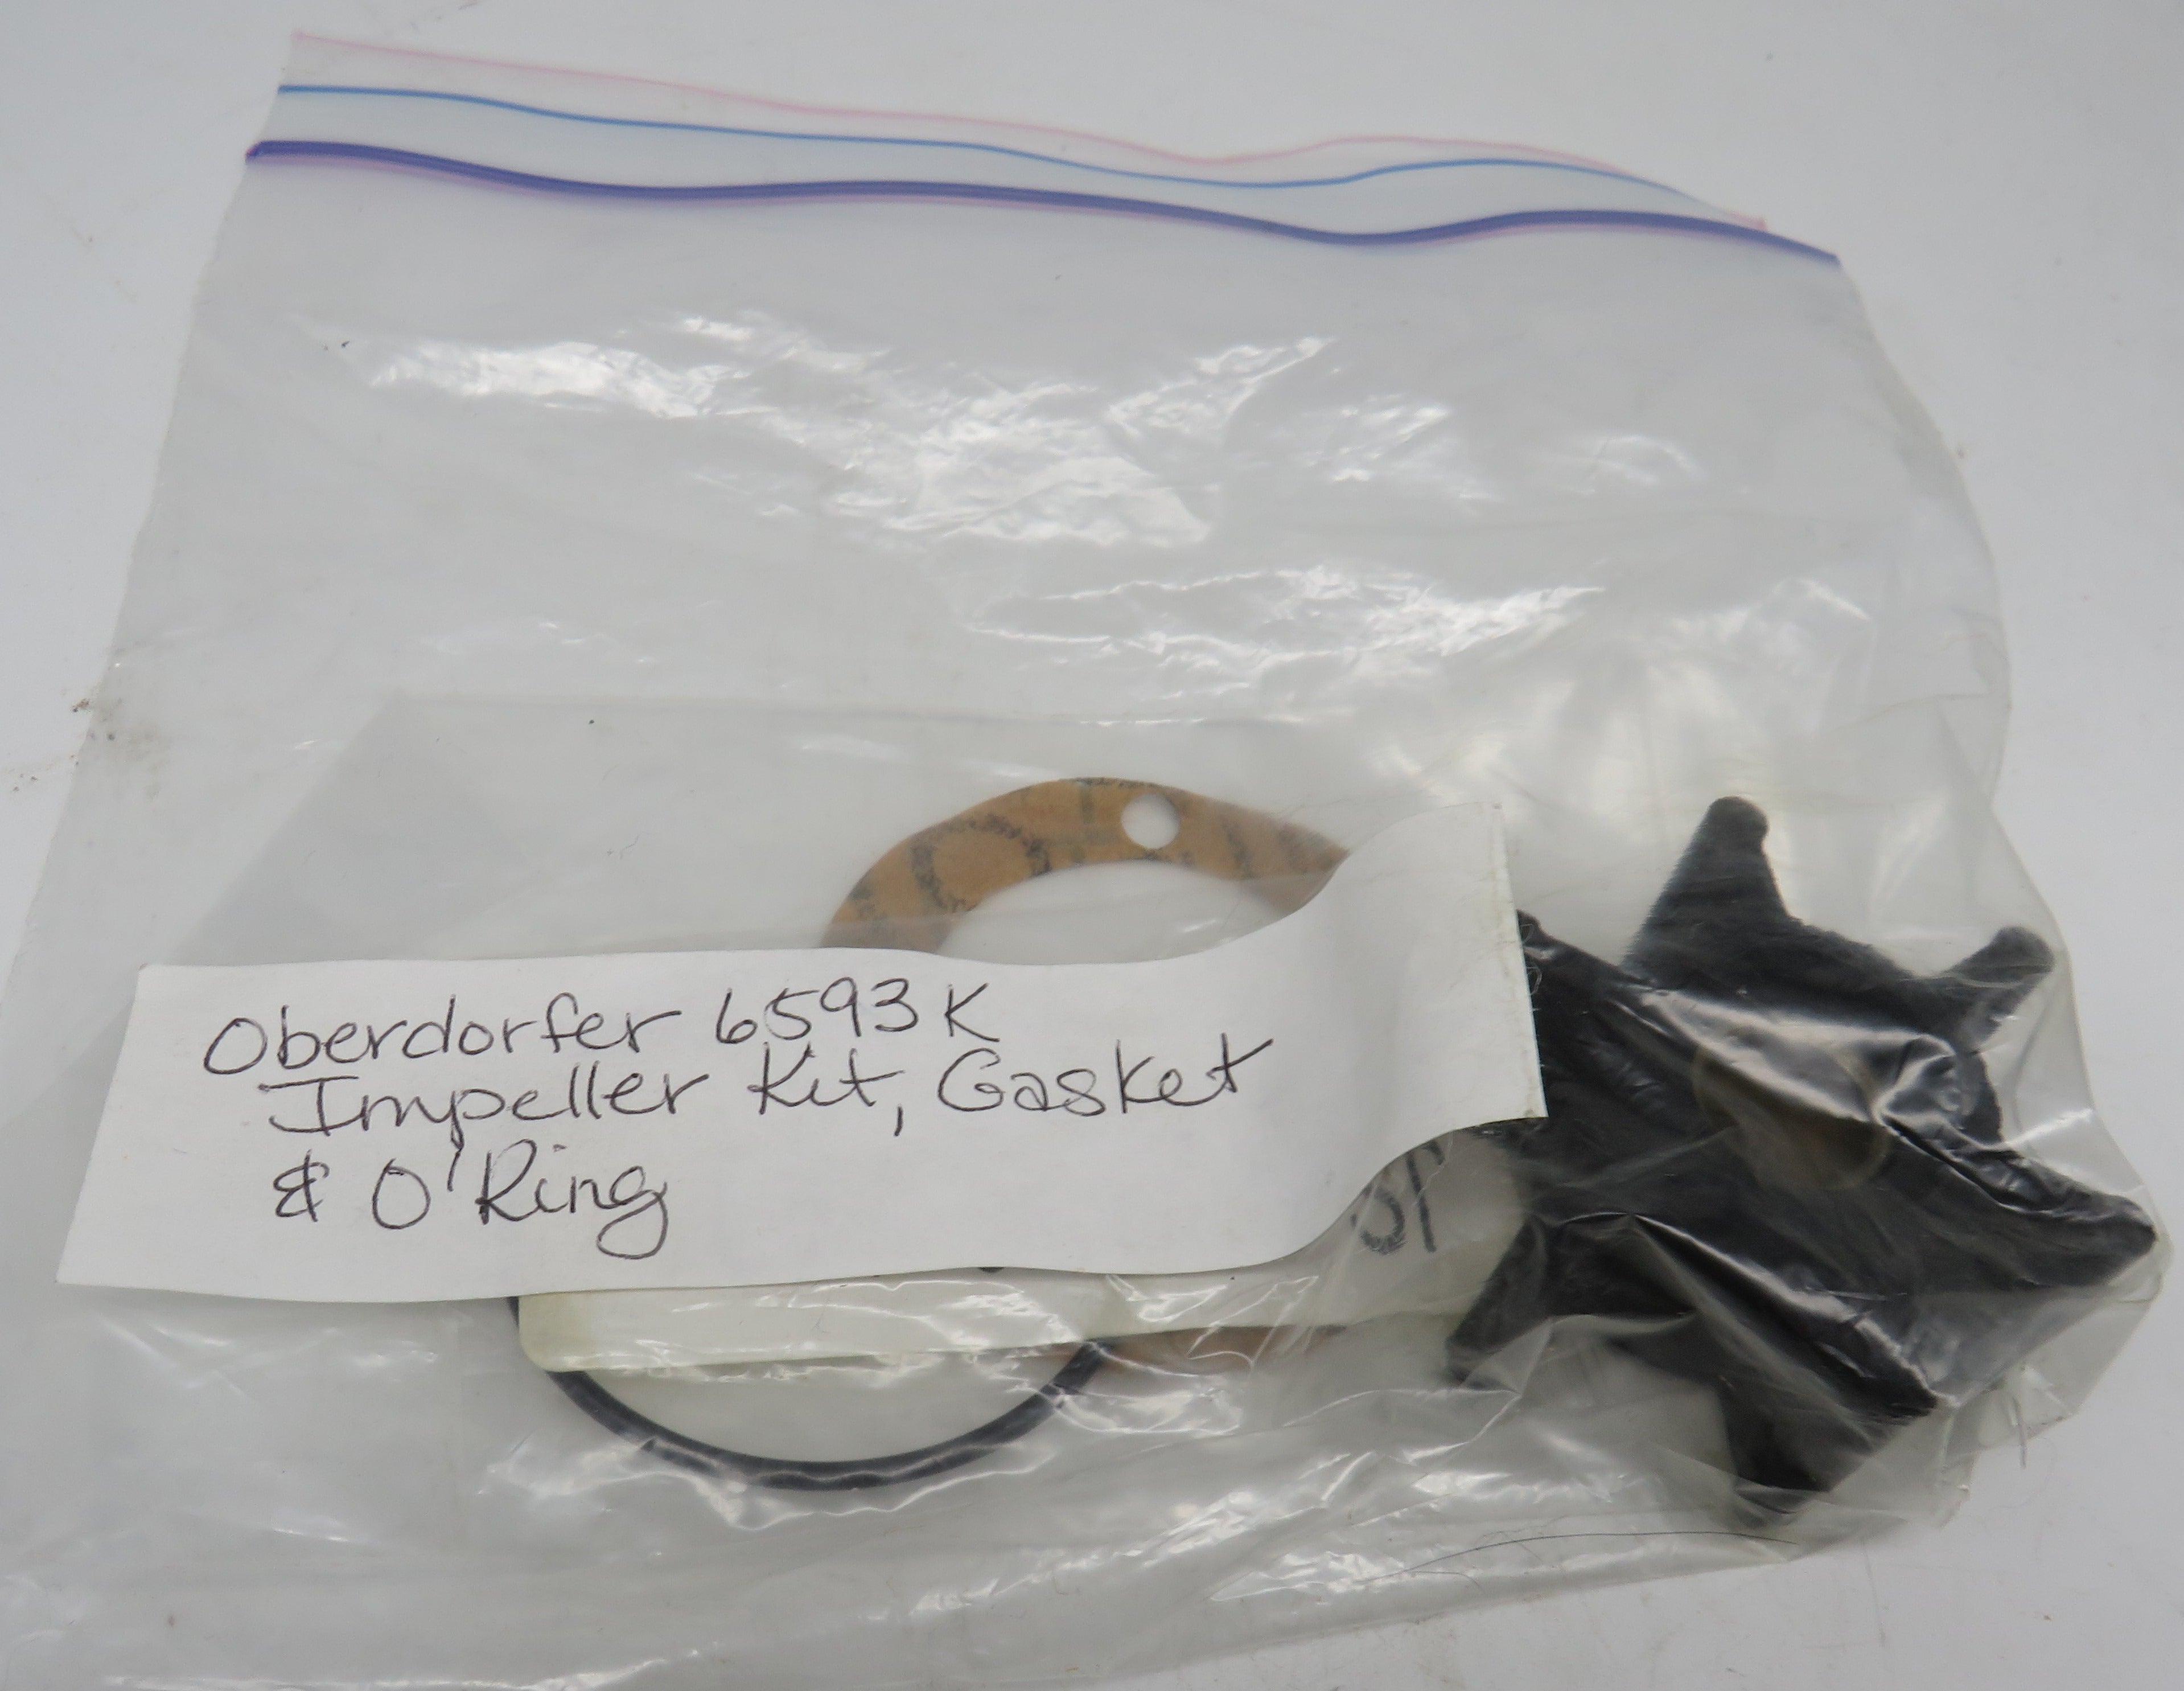 Oberdorfer 6593K
Impeller Kit, Gasket
& O'Ring